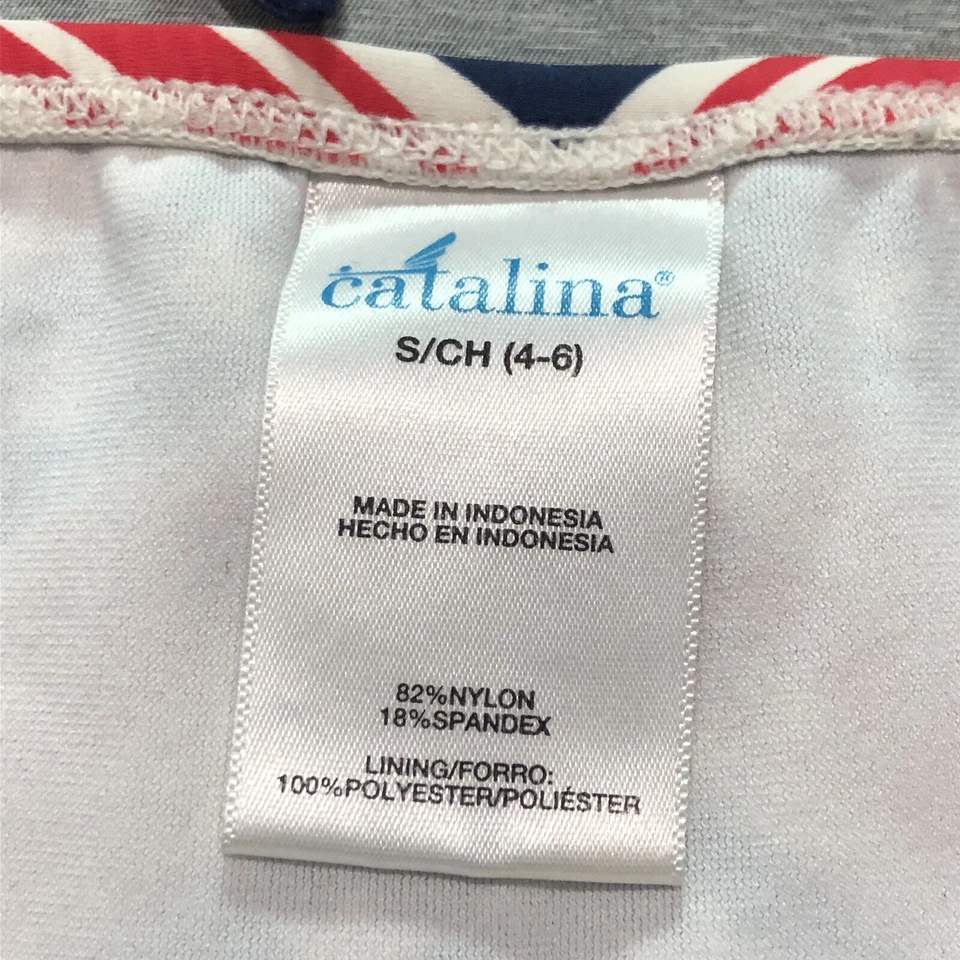 catalina®
S/CH (4-6)
MADE IN INDONESIA
HECHO EN INDONESIA
82%NYLON
18%SPANDEX
LINING/FORRO:
100%POLYESTER/POLIÉSTER